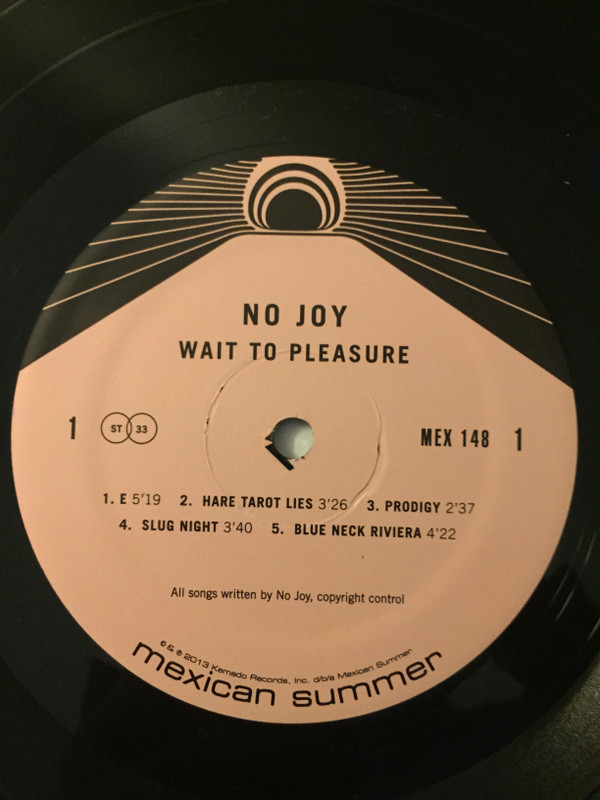 NO JOY
WAIT TO PLEASURE
1 ST 33 MEX 148 1
1. E 5'19 2. HARE TAROT LIES 3'26 3. PRODIGY 2'37
4. SLUG NIGHT 3'40 5. BLUE NECK RIVIERA 4'22
All songs written by No Joy, copyright control
© & ℗ 2013 Kemado Records, Inc. d/b/a Mexican Summer
mexican summer